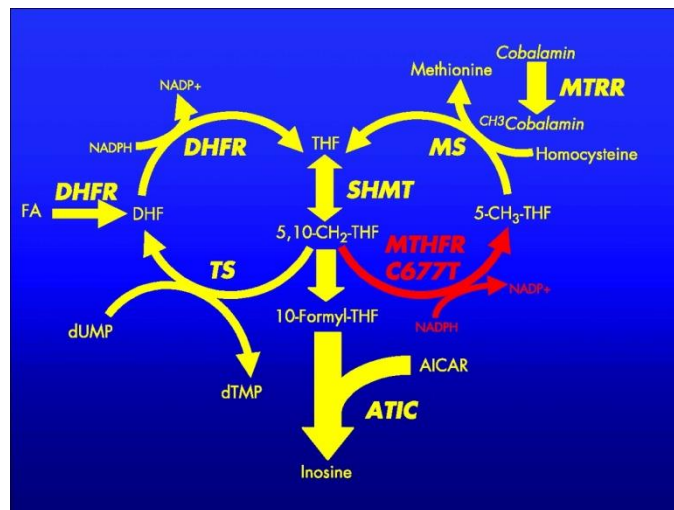 Cobalamin
Methionine
MTRR
NADP+
CH3Cobalamin
NADPH
DHFR
THF
MS
Homocysteine
DHFR
SHMT
FA
DHF
5-CH3-THF
5,10-CH2-THF
MTHFR
C677T
TS
NADP+
10-Formyl-THF
NADPH
dUMP
AICAR
dTMP
ATIC
Inosine